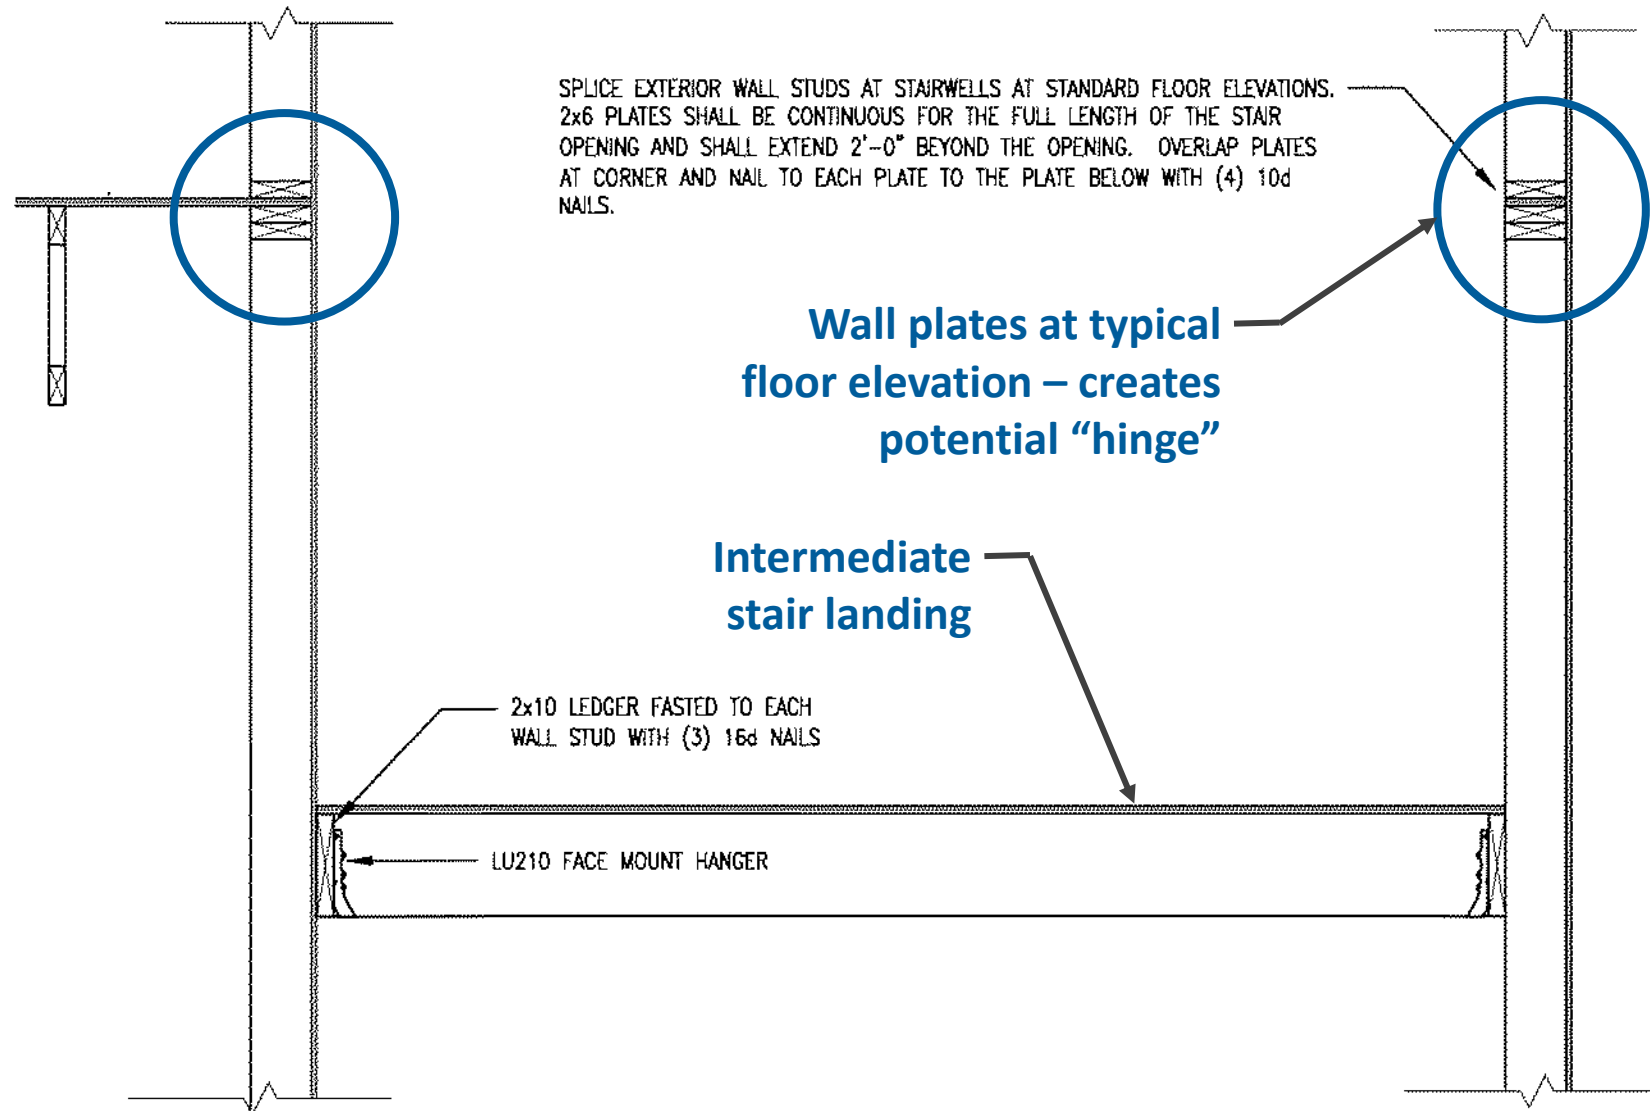 SPLICE EXTERIOR WALL STUDS AT STAIRWELLS AT STANDARD FLOOR ELEVATIONS.
2x6 PLATES SHALL BE CONTINUOUS FOR THE FULL LENGTH OF THE STAIR
OPENING AND SHALL EXTEND 2'-0" BEYOND THE OPENING. OVERLAP PLATES
AT CORNER AND NAIL TO EACH PLATE TO THE PLATE BELOW WITH (4) 10d
NAILS.
Wall plates at typical
floor elevation – creates
potential “hinge”
Intermediate
stair landing
2x10 LEDGER FASTED TO EACH
WALL STUD WITH (3) 16d NAILS
LU210 FACE MOUNT HANGER